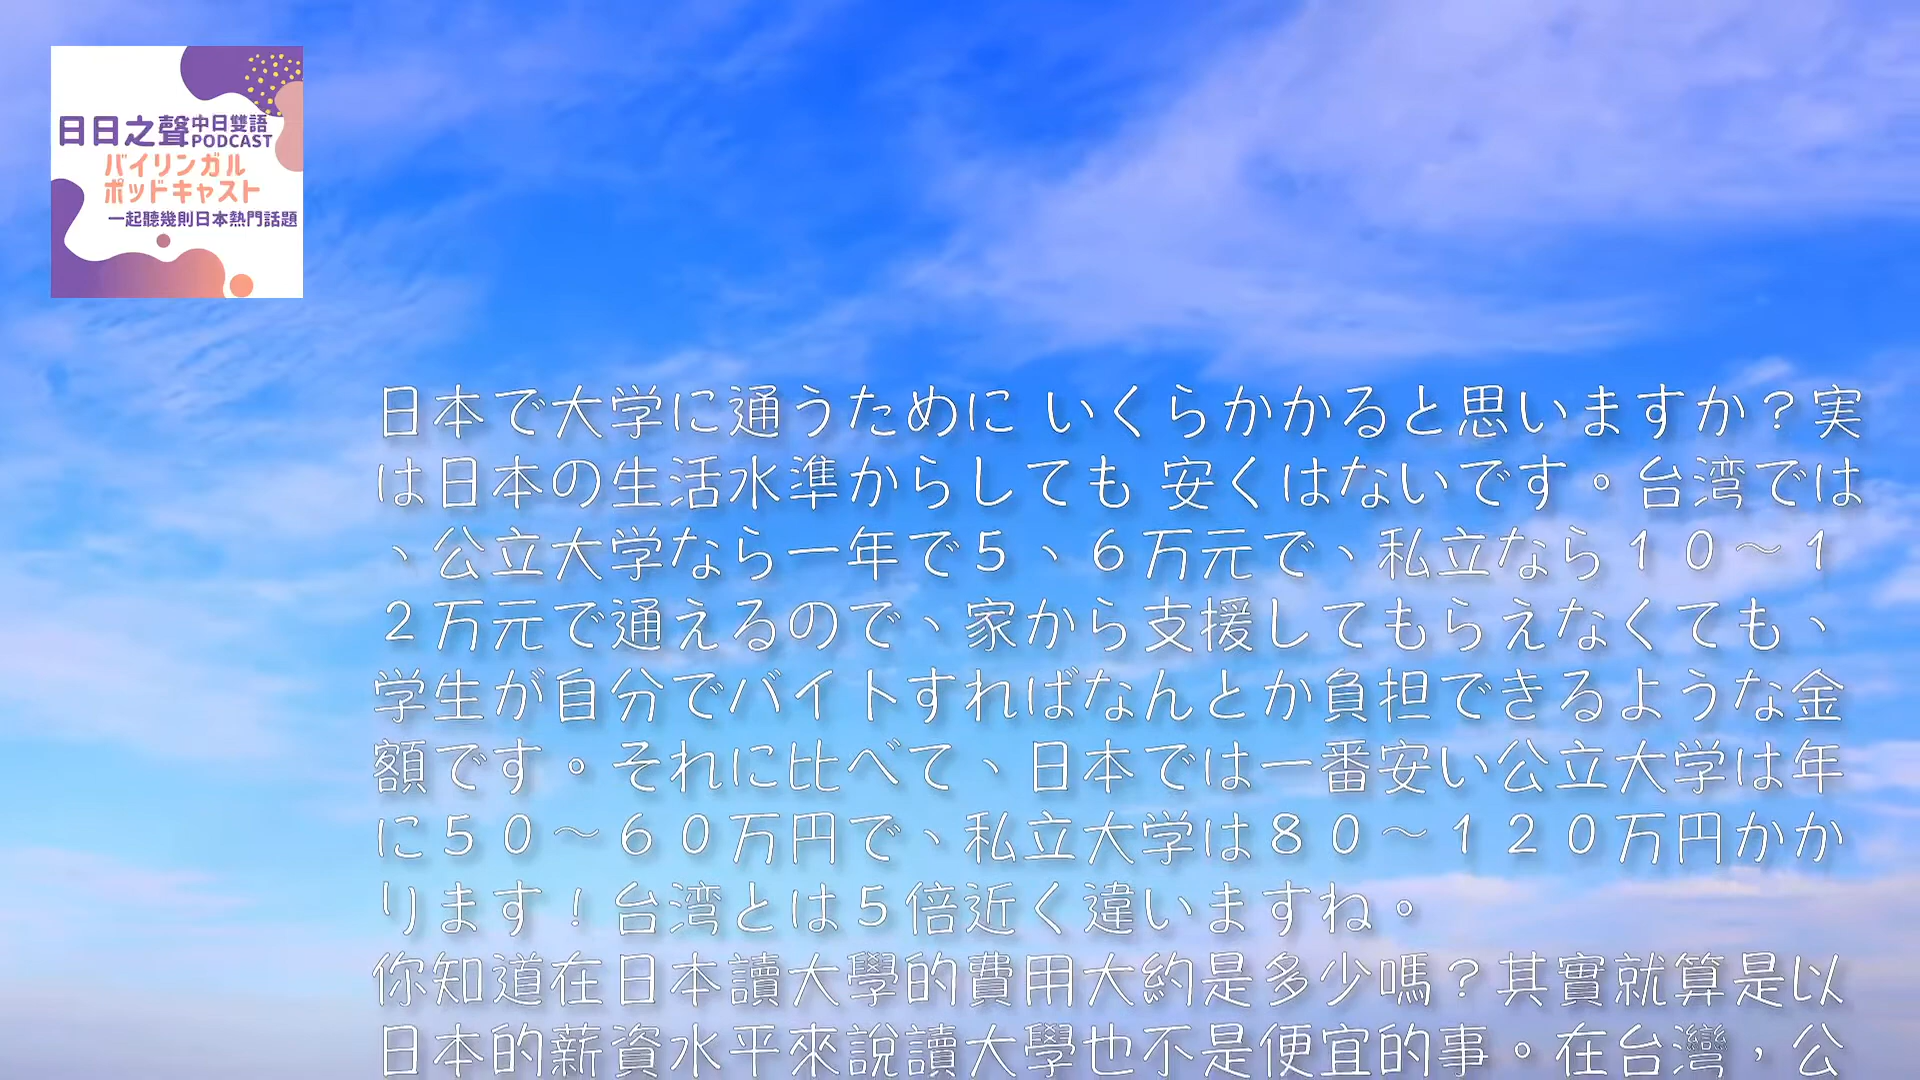 日日之聲中日雙語
PODCAST
バイリンガル
ポッドキャスト
一起聽幾則日本熱門話題
日本で大学に通うために いくらかかると思いますか？実
は日本の生活水準からしても 安くはないです。台湾では
、公立大学なら一年で５、６万元で、私立なら１０～１
２万元で通えるので、家から支援してもらえなくても、
学生が自分でバイトすればなんとか負担できるような金
額です。それに比べて、日本では一番安い公立大学は年
に５０～６０万円で、私立大学は８０～１２０万円かか
ります！台湾とは５倍近く違いますね。
你知道在日本讀大學的費用大約是多少嗎？其實就算是以
日本的薪資水平來說讀大學也不是便宜的事。在台灣，公